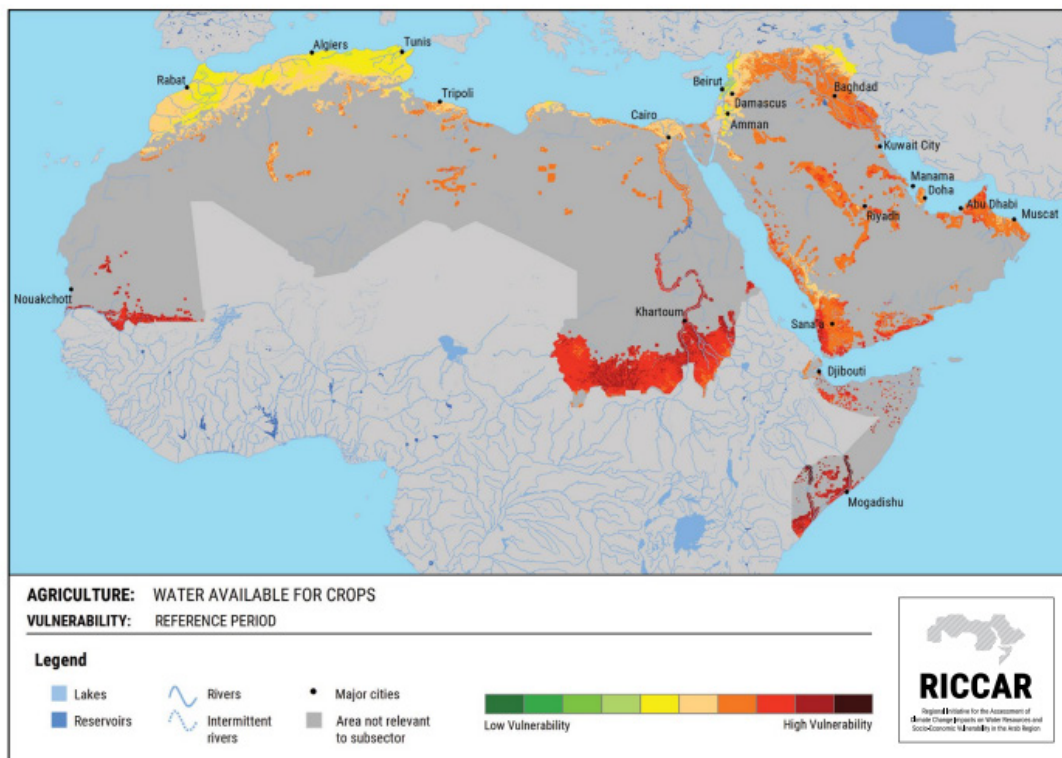 Algiers
Tunis
Rabat
Tripoli
Beirut
Damascus
Baghdad
Cairo
Amman
Kuwait City
Manama
Doha
Abu Dhabi
Riyadh
Muscat
Nouakchott
Khartoum
Sana'a
Djibouti
Mogadishu
AGRICULTURE: WATER AVAILABLE FOR CROPS
VULNERABILITY: REFERENCE PERIOD
Legend
Lakes
Rivers
Major cities
Reservoirs
Intermittent
rivers
Area not relevant
to subsector
Low Vulnerability
High Vulnerability
RICCAR
Regional Initiative for the Assessment of
Climate Change Impacts on Water Resources and
Socio-Economic Vulnerability in the Arab Region